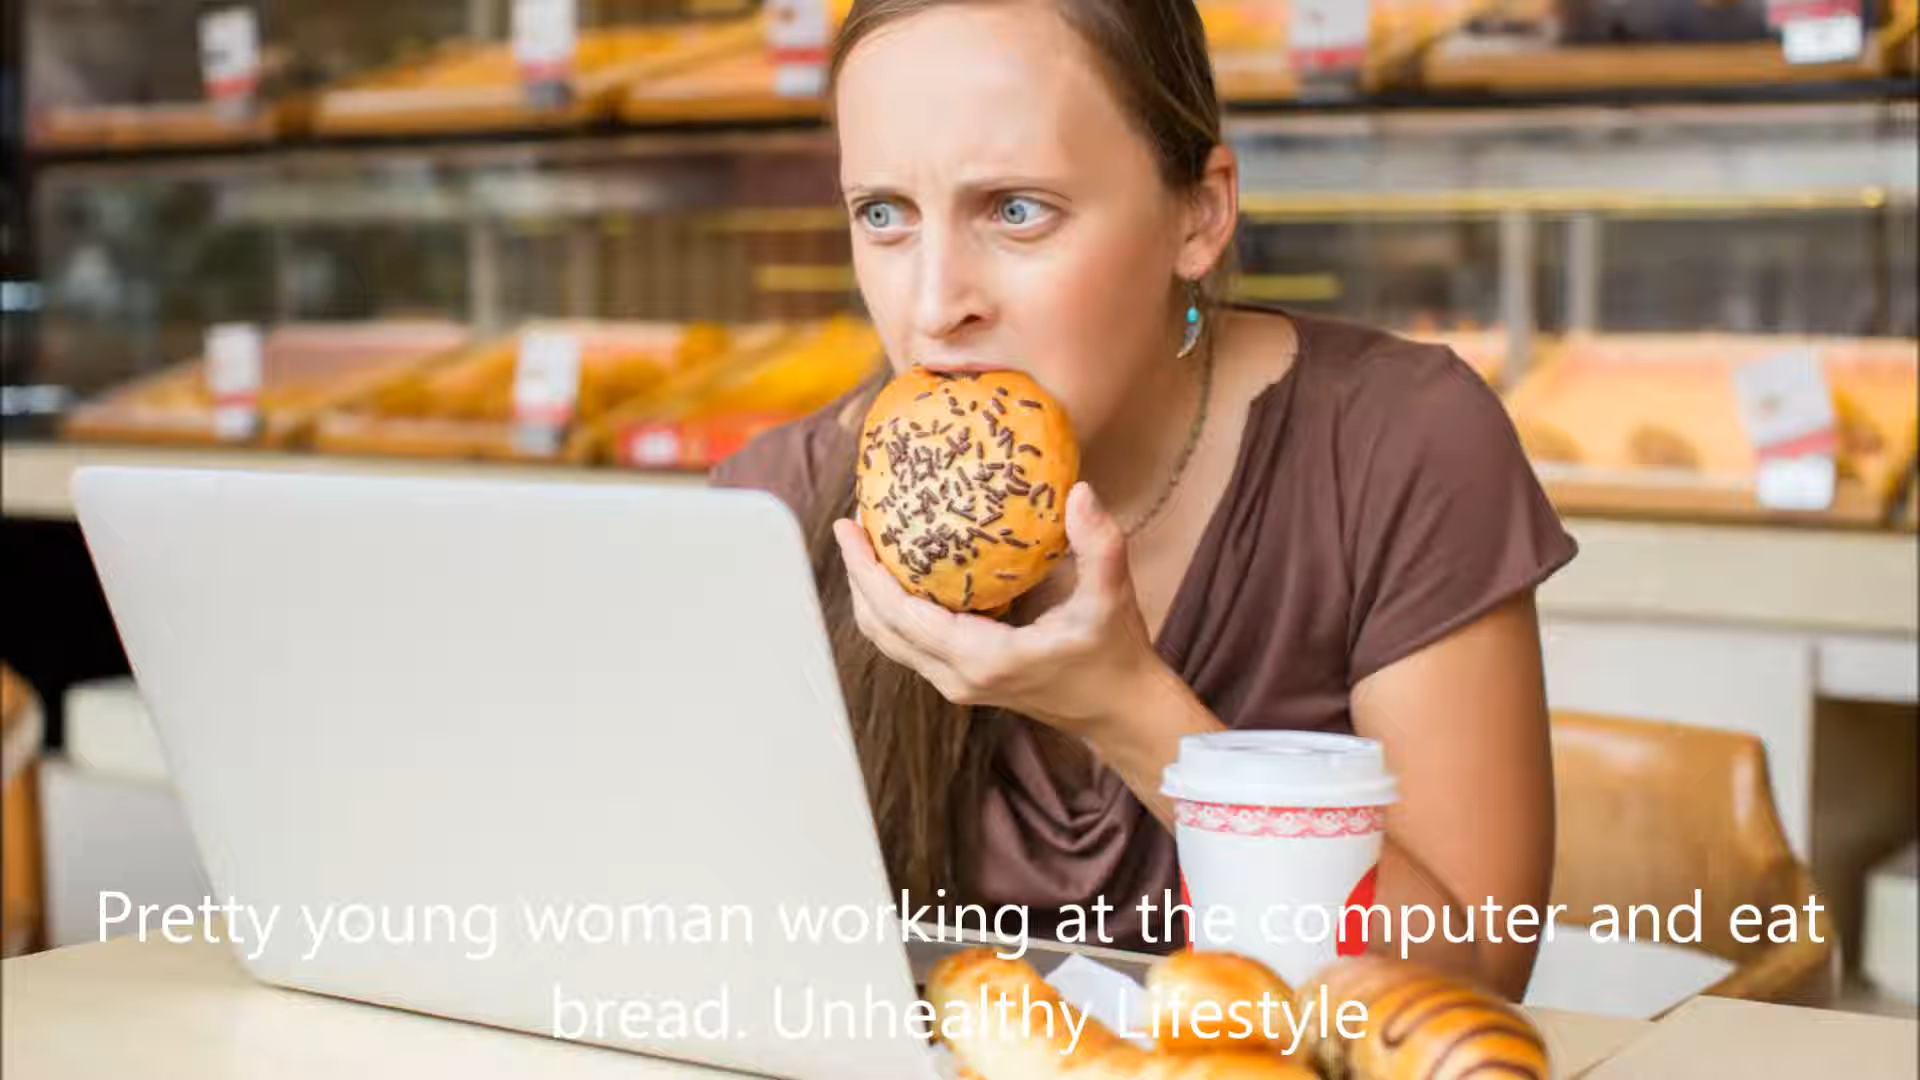 Pretty young woman working at the computer and eat
bread. Unhealthy Lifestyle